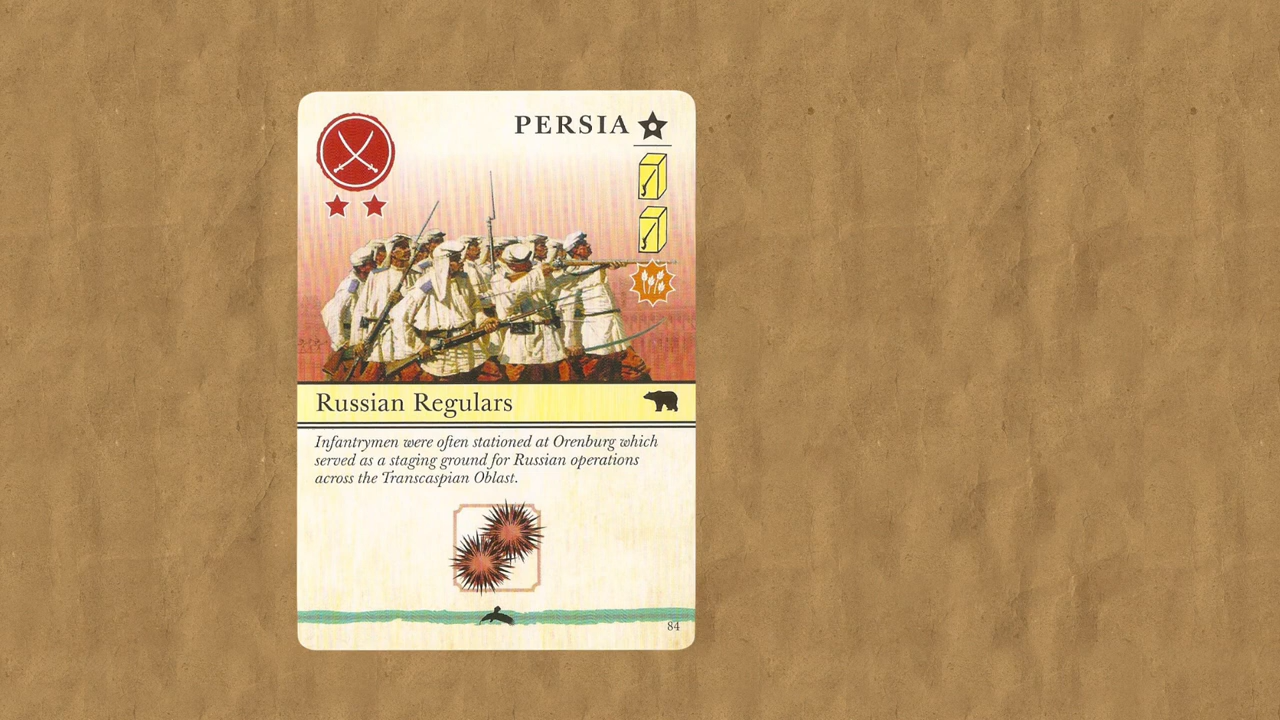 PERSIA
Russian Regulars
Infantrymen were often stationed at Orenburg which
served as a staging ground for Russian operations
across the Transcaspian Oblast.
84